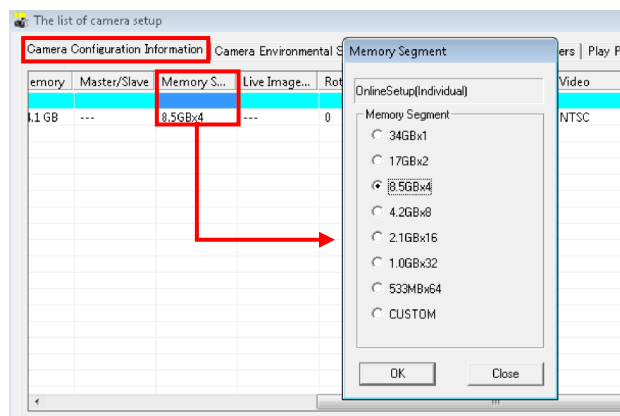 The list of camera setup
Camera Configuration Information
Camera Environmental S
ers
Play P
emory
Master/Slave
Memory S...
Live Image...
Rot
Video
.1 GB
---
8.5GBx4
---
0
NTSC
Memory Segment
OnlineSetup(Individual)
Memory Segment
34GBx1
17GBx2
8.5GBx4
4.2GBx8
2.1GBx16
1.0GBx32
533MBx64
CUSTOM
OK
Close